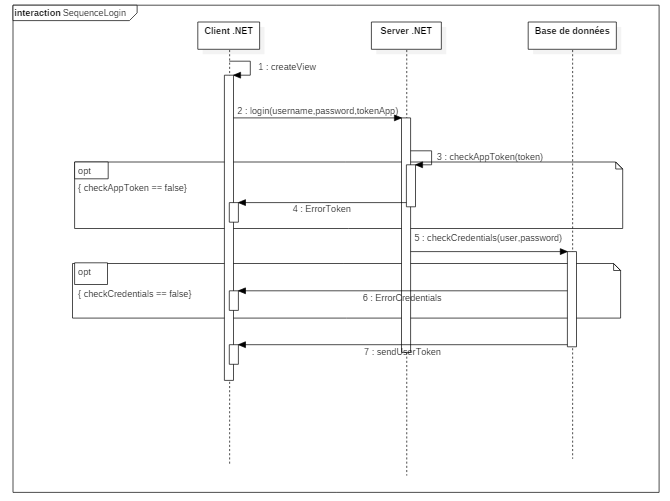 interaction SequenceLogin
Client .NET
Server .NET
Base de données
1 : createView
2 : login(username,password,tokenApp)
3 : checkAppToken(token)
opt
{ checkAppToken == false}
4 : ErrorToken
5 : checkCredentials(user,password)
opt
{ checkCredentials == false}
6 : ErrorCredentials
7 : sendUserToken